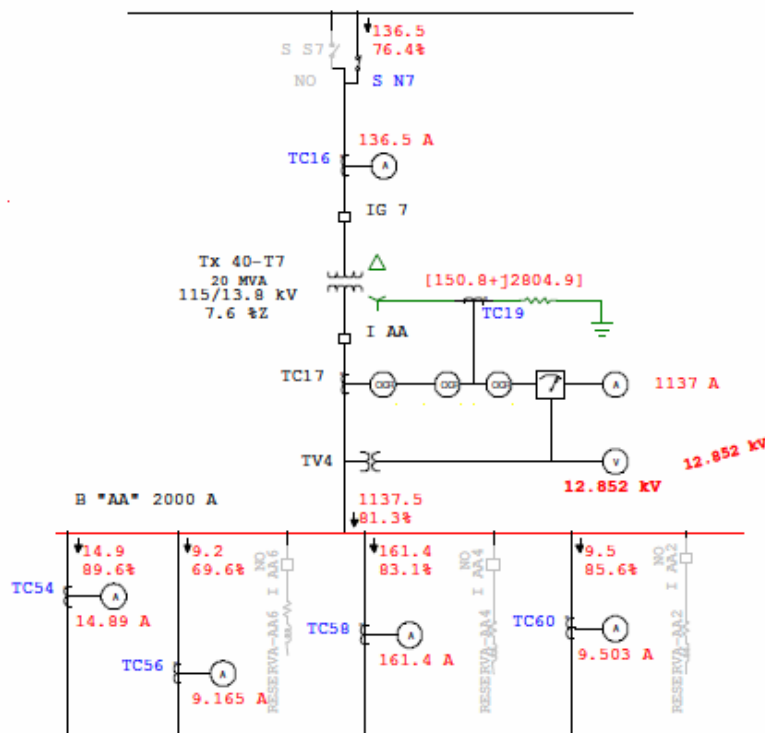 136.5
76.4%
S S7
NO
S N7
136.5 A
TC16
A
IG 7
Tx 40-T7
20 MVA
115/13.8 kV
7.6 %Z
[150.8+j2804.9]
TC19
I AA
TC17
A
1137 A
TV4
V
12.852 kV
12.852 kV
B "AA" 2000 A
1137.5
81.3%
14.9
89.6%
9.2
69.6%
NO
I AA6
161.4
83.1%
NO
I AA4
9.5
85.6%
NO
I AA2
TC54
A
14.89 A
TC56
A
9.165 A
RESERVA-AA6
TC58
A
161.4 A
RESERVA-AA4
TC60
A
9.503 A
RESERVA-AA2